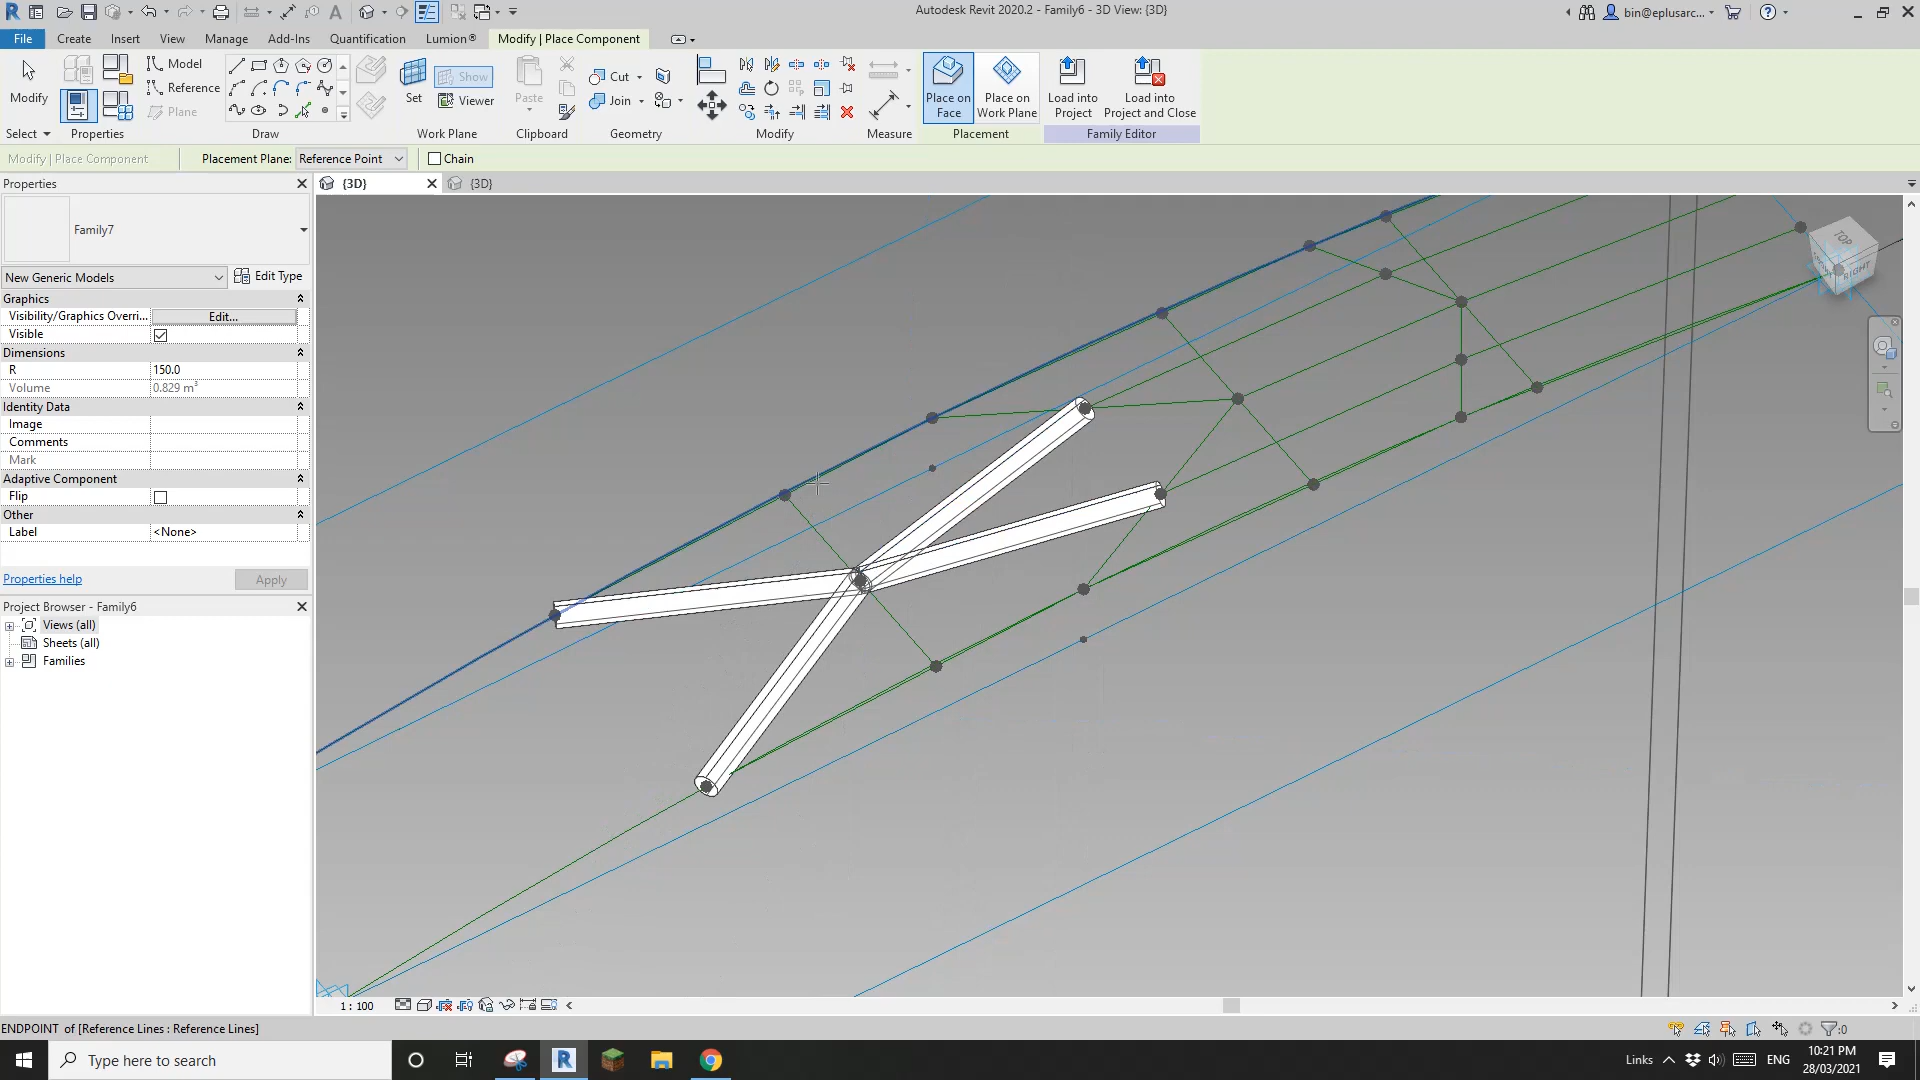 Autodesk Revit 2020.2 - Family6 - 3D View: {3D}
bin@eplusarc...
File
Create
Insert
View
Manage
Add-Ins
Quantification
Lumion®
Modify | Place Component
Modify
Select
Properties
Model
Reference
Plane
Draw
Set
Show
Viewer
Work Plane
Paste
Clipboard
Cut
Join
Geometry
Modify
Measure
Place on Face
Place on Work Plane
Placement
Load into Project
Load into Project and Close
Family Editor
Modify | Place Component
Placement Plane:
Reference Point
Chain
Properties
{3D}
{3D}
Family7
New Generic Models
Edit Type
Graphics
Visibility/Graphics Overri...
Edit...
Visible
Dimensions
R
150.0
Volume
0.829 m³
Identity Data
Image
Comments
Mark
Adaptive Component
Flip
Other
Label
<None>
Properties help
Apply
Project Browser - Family6
Views (all)
Sheets (all)
Families
TOP
RIGHT
1 : 100
ENDPOINT of [Reference Lines : Reference Lines]
:0
Type here to search
Links
ENG
10:21 PM
28/03/2021